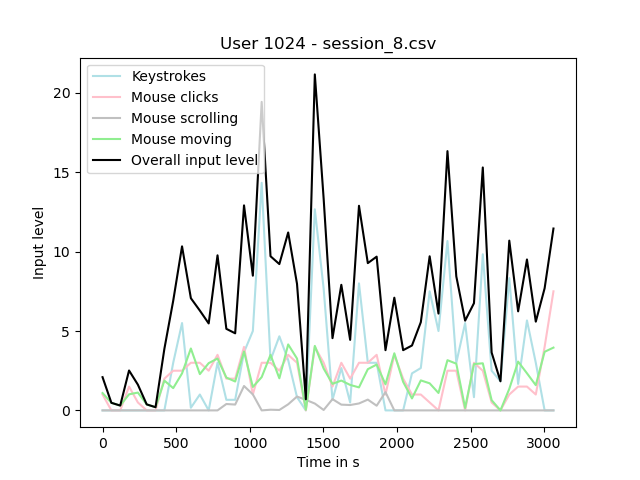 User 1024 - session_8.csv
Keystrokes
Mouse clicks
Mouse scrolling
Mouse moving
Overall input level
Input level
20
15
10
5
0
0 500 1000 1500 2000 2500 3000
Time in s